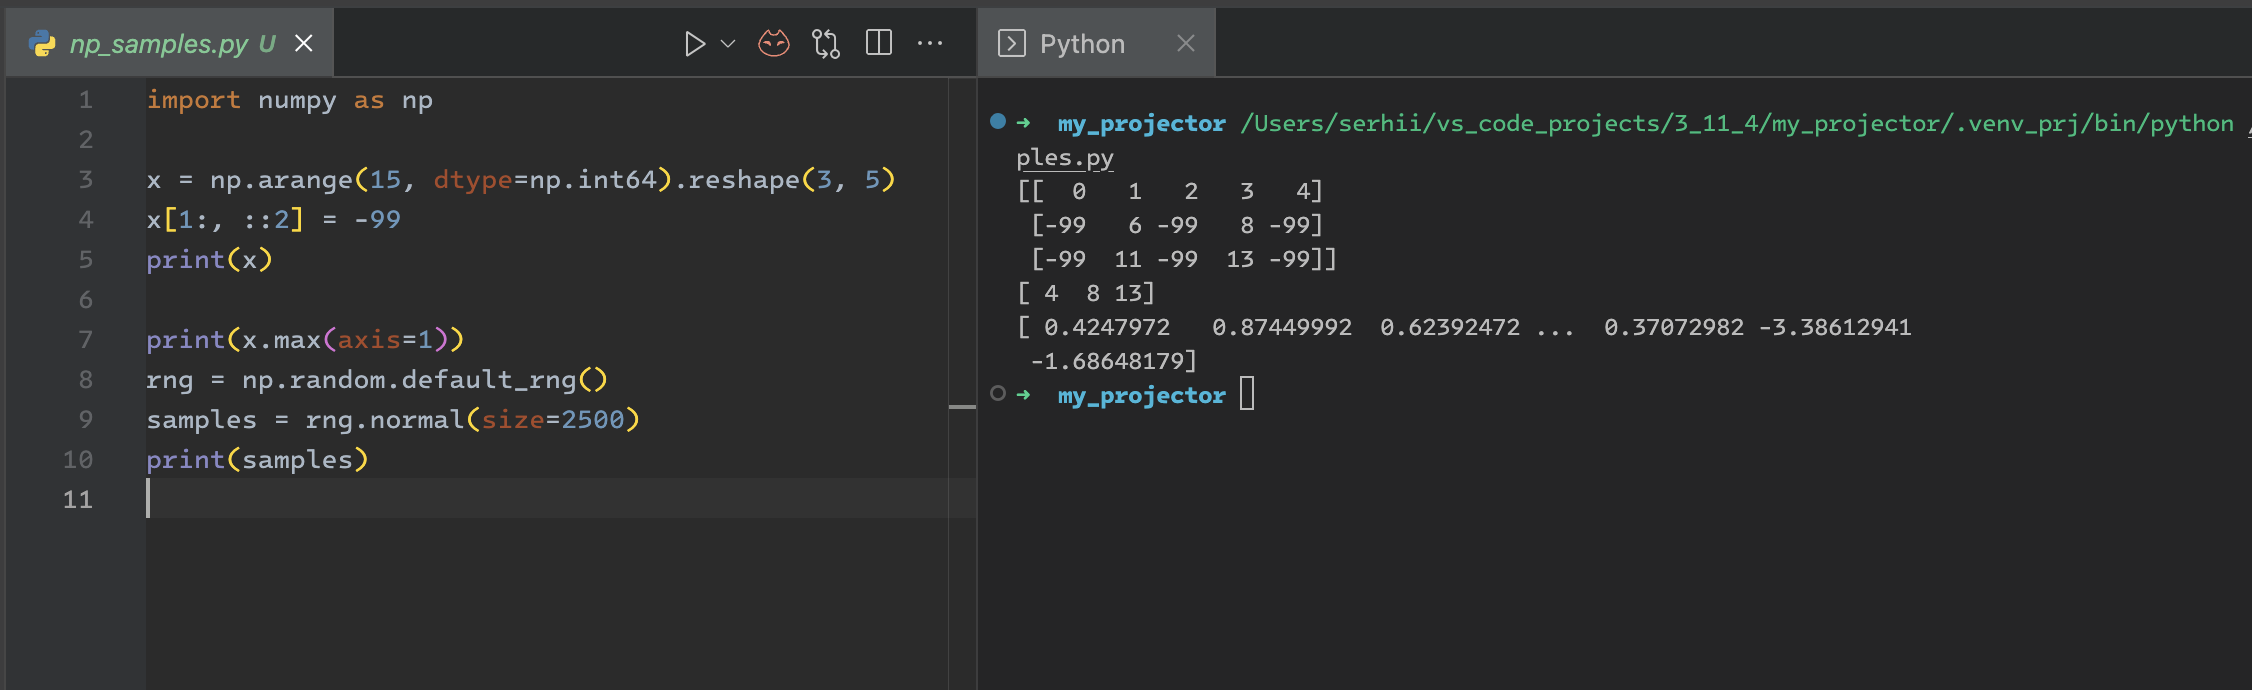 np_samples.py U
Python
1 import numpy as np
2
3 x = np.arange(15, dtype=np.int64).reshape(3, 5)
4 x[1:, ::2] = -99
5 print(x)
6
7 print(x.max(axis=1))
8 rng = np.random.default_rng()
9 samples = rng.normal(size=2500)
10 print(samples)
11
➜  my_projector /Users/serhii/vs_code_projects/3_11_4/my_projector/.venv_prj/bin/python /
ples.py
[[  0   1   2   3   4]
 [-99   6 -99   8 -99]
 [-99  11 -99  13 -99]]
[ 4  8 13]
[ 0.4247972   0.87449992  0.62392472 ...  0.37072982 -3.38612941
 -1.68648179]
➜  my_projector